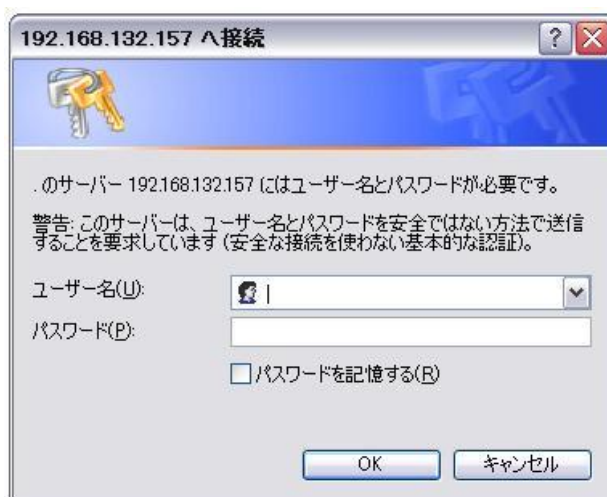 192.168.132.157 へ接続
. のサーバー 192.168.132.157 にはユーザー名とパスワードが必要です。
警告: このサーバーは、ユーザー名とパスワードを安全ではない方法で送信
することを要求しています (安全な接続を使わない基本的な認証)。
ユーザー名(U):
パスワード(P):
パスワードを記憶する(R)
OK キャンセル